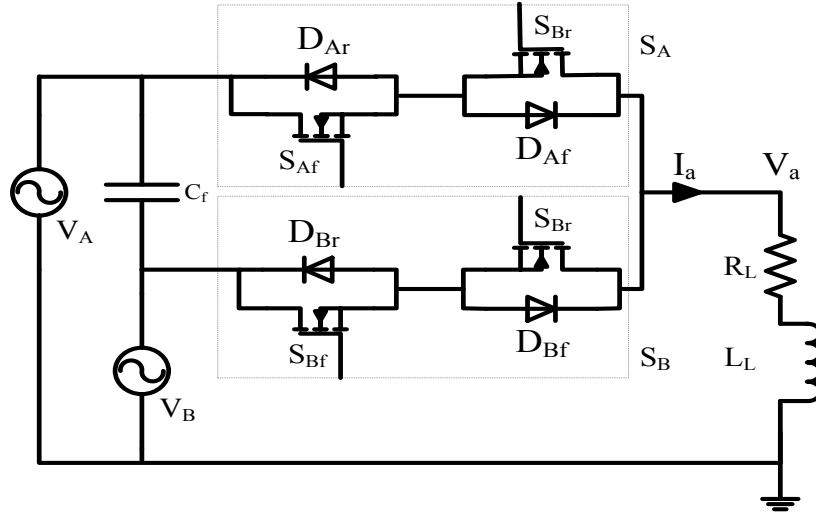 S_Br
D_Ar
S_A
S_Af
D_Af
I_a
V_a
C_f
V_A
S_Br
D_Br
R_L
D_Bf
S_Bf
S_B
L_L
V_B